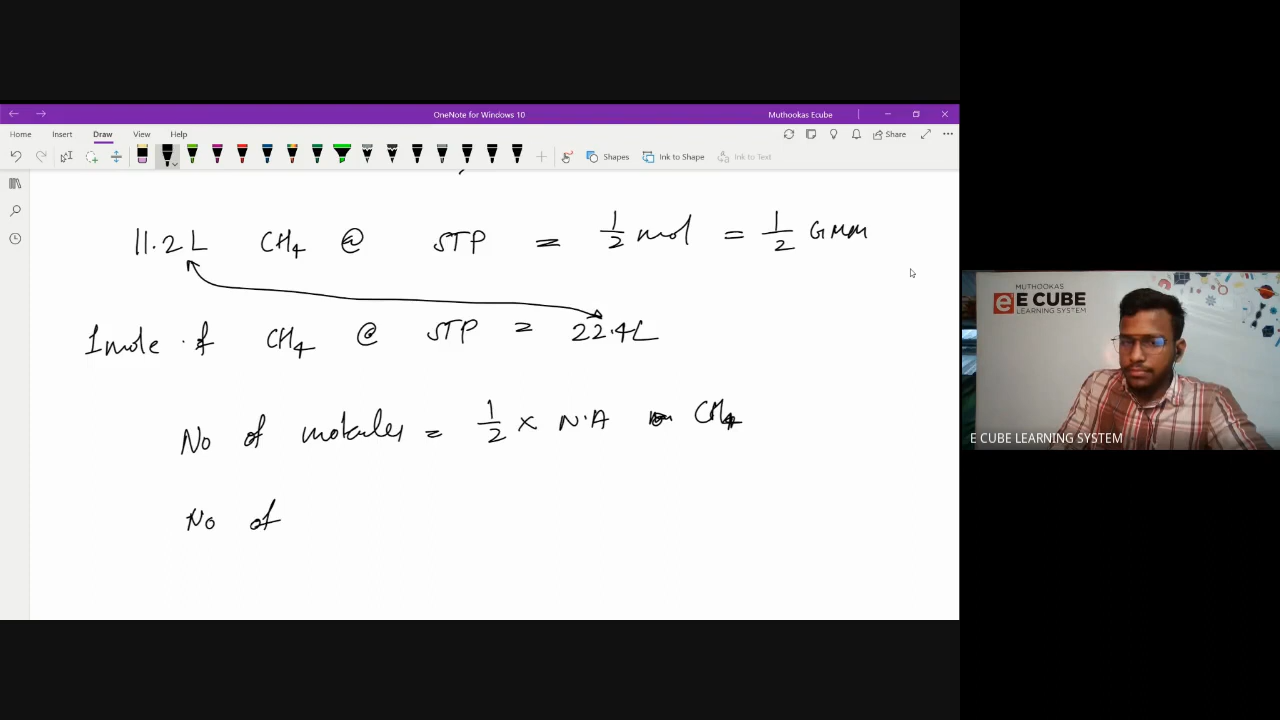 OneNote for Windows 10
Muthookas Ecube
Home Insert Draw View Help
Share
Shapes Ink to Shape Ink to Text
11.2 L CH4 @ STP = 1/2 mol = 1/2 GMM
1 mole of CH4 @ STP = 22.4L
No of molecules = 1/2 x N.A CH4
No of
MUTHOOKAS
E CUBE
LEARNING SYSTEM
E CUBE LEARNING SYSTEM